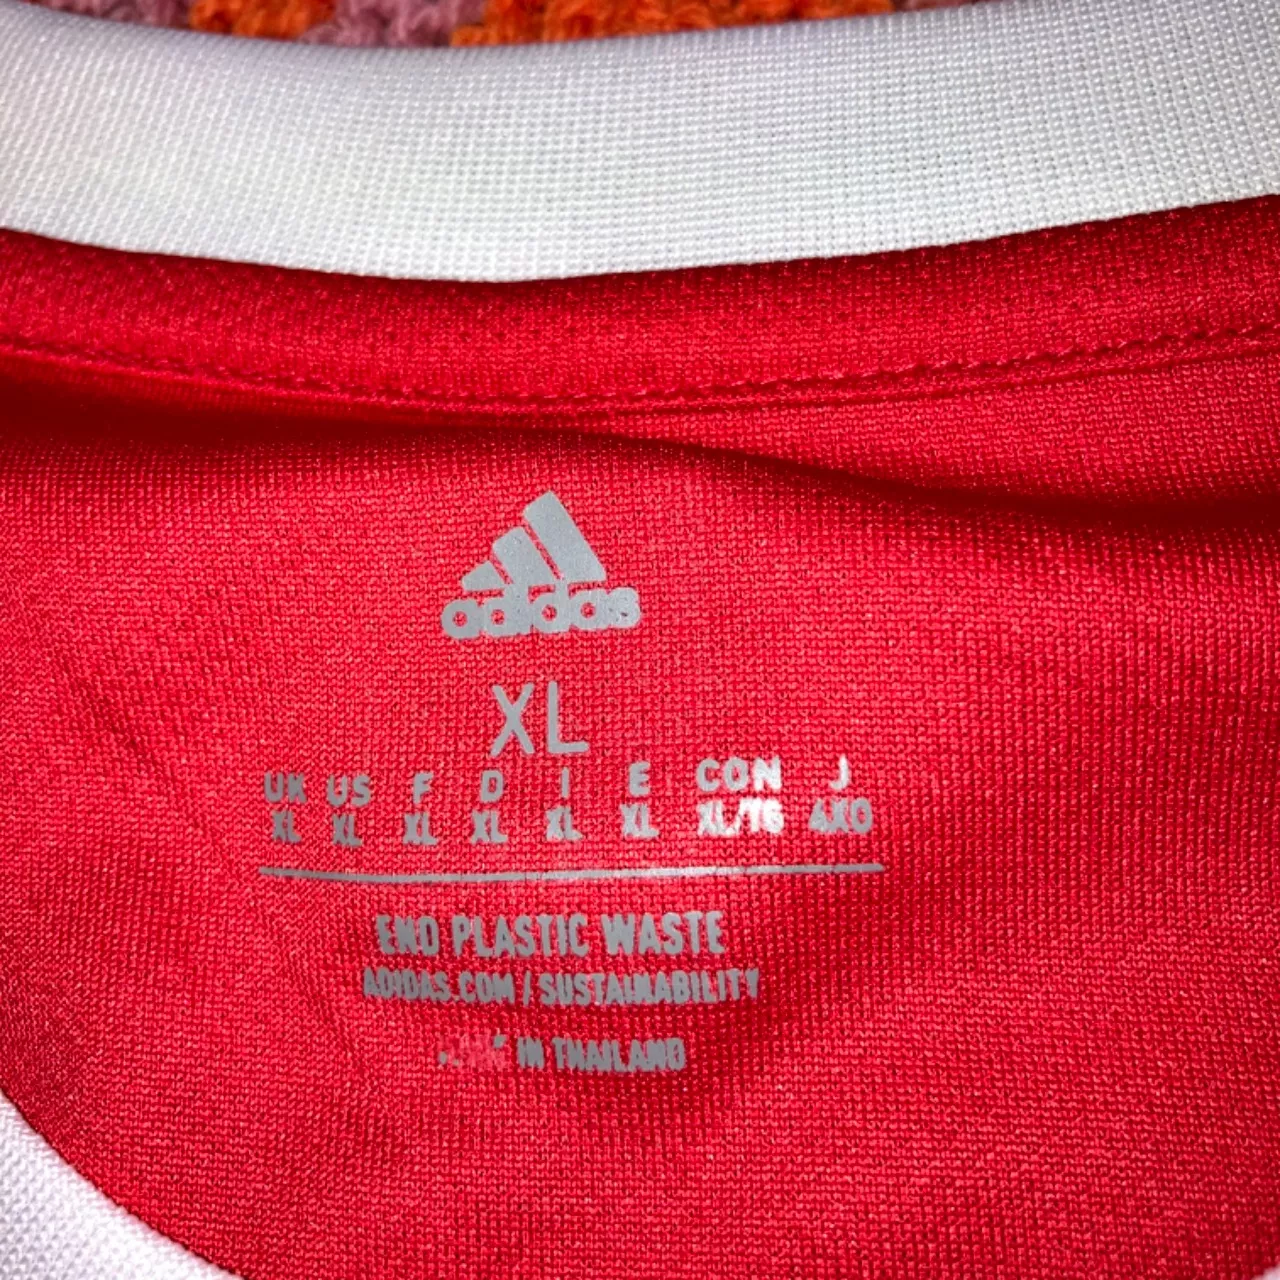 adidas
XL
UK US F D I E CON J
XL XL XL XL XL XL XL/TG 4XO
END PLASTIC WASTE
ADIDAS.COM / SUSTAINABILITY
IN THAILAND